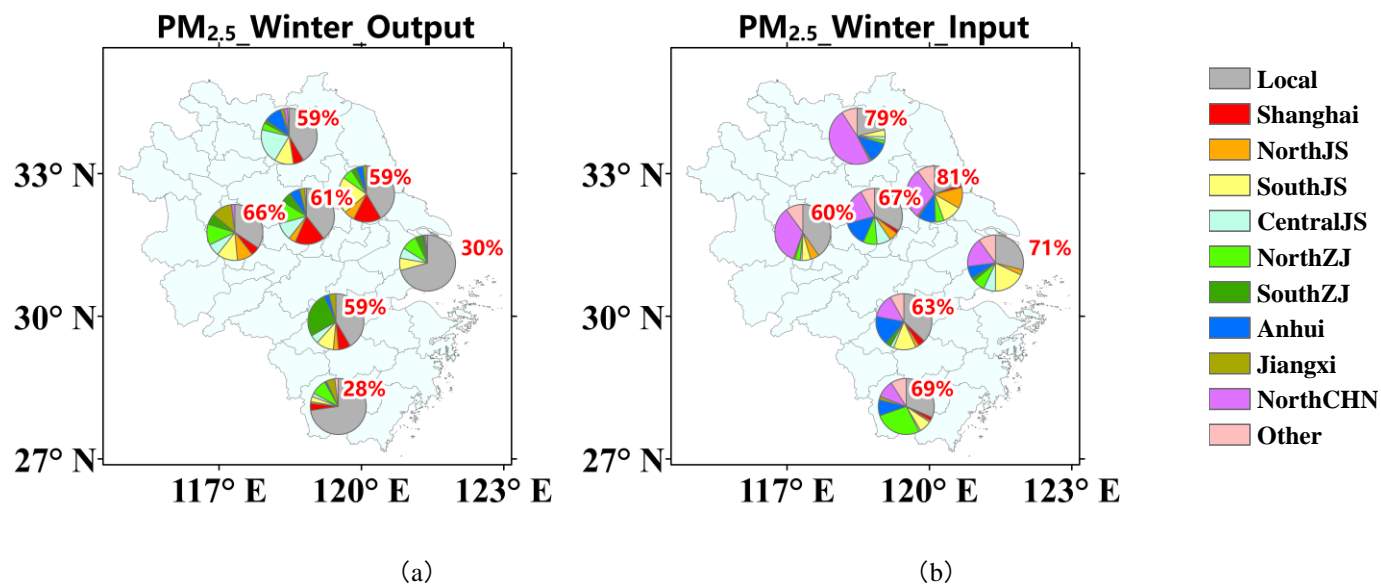 PM₂.₅_Winter_Output
59%
59%
61%
66%
30%
59%
28%
33° N
30° N
27° N
117° E
120° E
123° E
(a)
PM₂.₅_Winter_Input
79%
81%
67%
60%
71%
63%
69%
33° N
30° N
27° N
117° E
120° E
123° E
(b)
Local
Shanghai
NorthJS
SouthJS
CentralJS
NorthZJ
SouthZJ
Anhui
Jiangxi
NorthCHN
Other